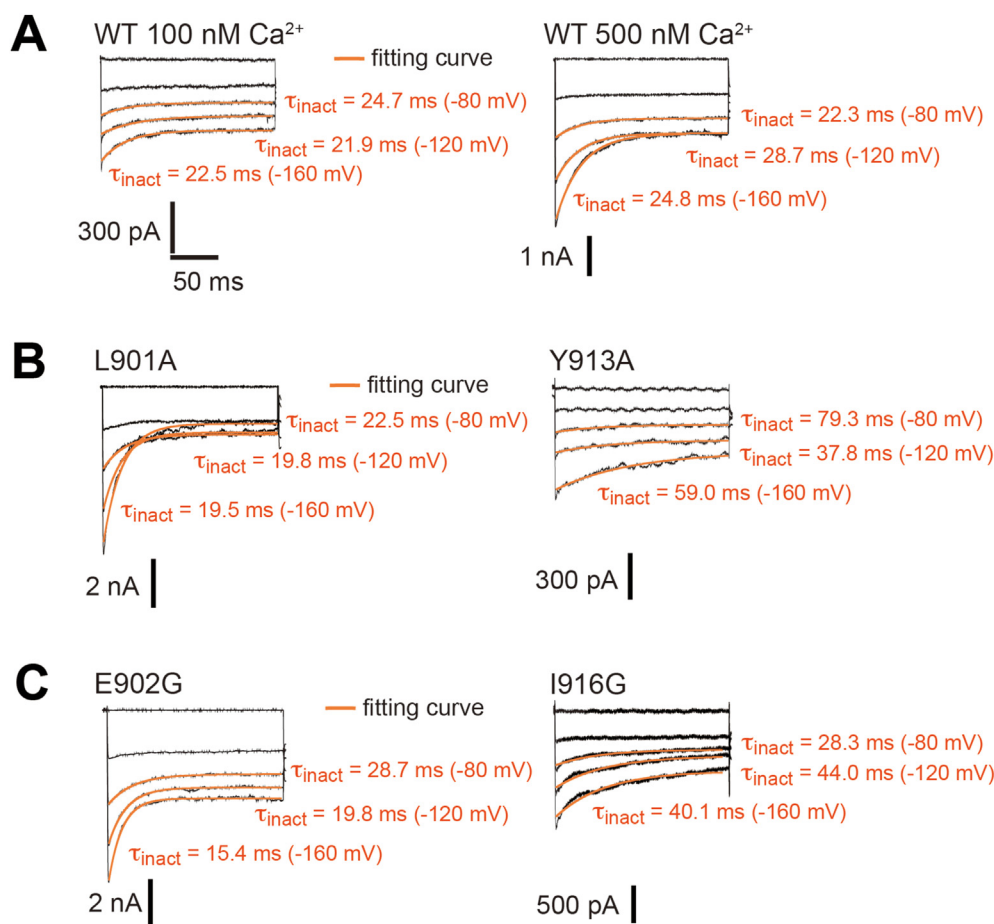 A
WT 100 nM Ca²⁺
WT 500 nM Ca²⁺
fitting curve
τinact = 24.7 ms (-80 mV)
τinact = 21.9 ms (-120 mV)
τinact = 22.5 ms (-160 mV)
300 pA
50 ms
τinact = 22.3 ms (-80 mV)
τinact = 28.7 ms (-120 mV)
τinact = 24.8 ms (-160 mV)
1 nA
B
L901A
Y913A
fitting curve
τinact = 22.5 ms (-80 mV)
τinact = 19.8 ms (-120 mV)
τinact = 19.5 ms (-160 mV)
2 nA
τinact = 79.3 ms (-80 mV)
τinact = 37.8 ms (-120 mV)
τinact = 59.0 ms (-160 mV)
300 pA
C
E902G
I916G
fitting curve
τinact = 28.7 ms (-80 mV)
τinact = 19.8 ms (-120 mV)
τinact = 15.4 ms (-160 mV)
2 nA
τinact = 28.3 ms (-80 mV)
τinact = 44.0 ms (-120 mV)
τinact = 40.1 ms (-160 mV)
500 pA